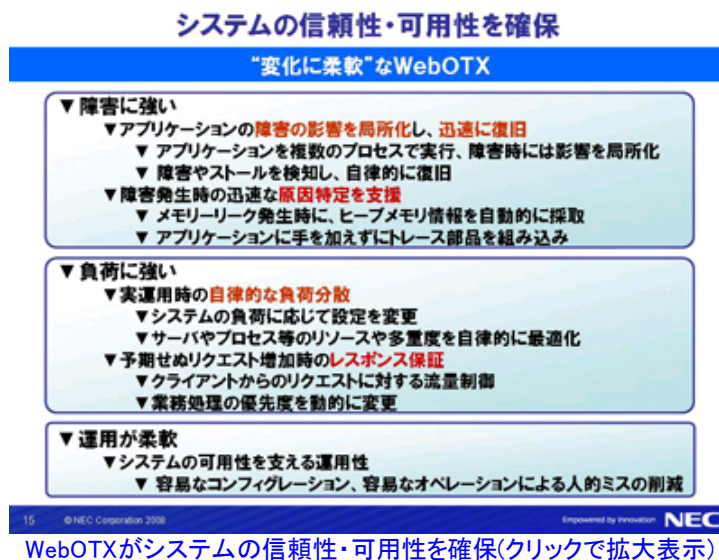 システムの信頼性・可用性を確保
“変化に柔軟”なWebOTX
▼ 障害に強い
▼アプリケーションの障害の影響を局所化し、迅速に復旧
▼ アプリケーションを複数のプロセスで実行、障害時には影響を局所化
▼ 障害やストールを検知し、自律的に復旧
▼障害発生時の迅速な原因特定を支援
▼ メモリーリーク発生時に、ヒープメモリ情報を自動的に採取
▼ アプリケーションに手を加えずにトレース部品を組み込み
▼ 負荷に強い
▼実運用時の自律的な負荷分散
▼システムの負荷に応じて設定を変更
▼サーバやプロセス等のリソースや多重度を自律的に最適化
▼予期せぬリクエスト増加時のレスポンス保証
▼クライアントからのリクエストに対する流量制御
▼業務処理の優先度を動的に変更
▼ 運用が柔軟
▼システムの可用性を支える運用性
▼ 容易なコンフィグレーション、容易なオペレーションによる人的ミスの削減
15 © NEC Corporation 2008 Empowered by Innovation NEC
WebOTXがシステムの信頼性・可用性を確保(クリックで拡大表示)